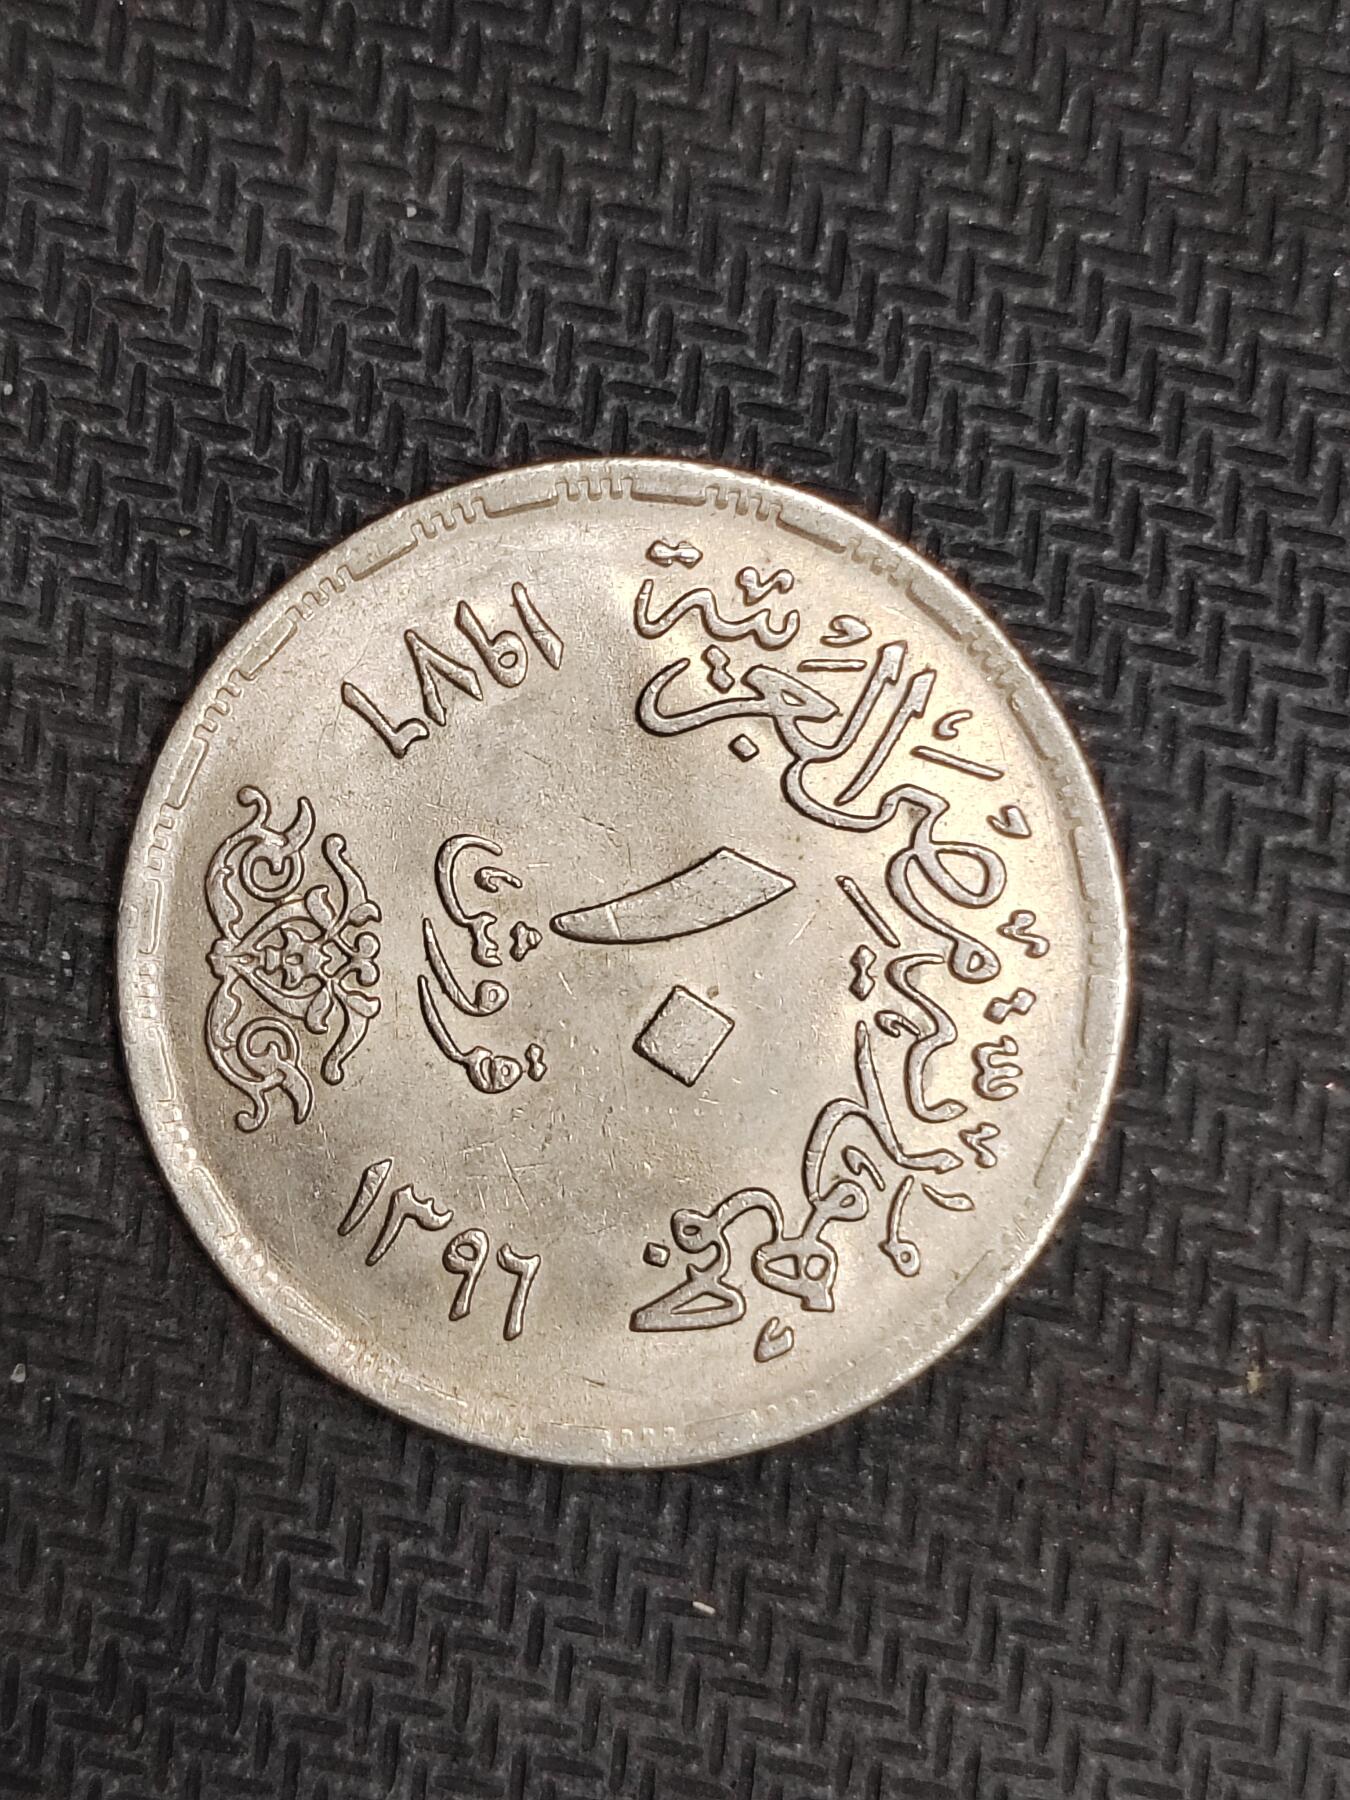 جمهورية مصر العربية
١٠
قروش
١٩٧٦ ١٣٩٦